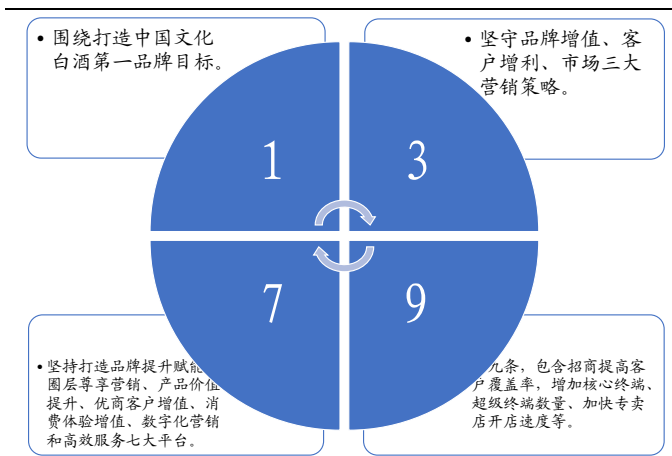 • 围绕打造中国文化
白酒第一品牌目标。
• 坚守品牌增值、客
户增利、市场三大
营销策略。
1
3
7
9
• 坚持打造品牌提升赋能
圈层尊享营销、产品价值
提升、优商客户增值、消
费体验增值、数字化营销
和高效服务七大平台。
九条，包含招商提高客
户覆盖率，增加核心终端、
超级终端数量、加快专卖
店开店速度等。